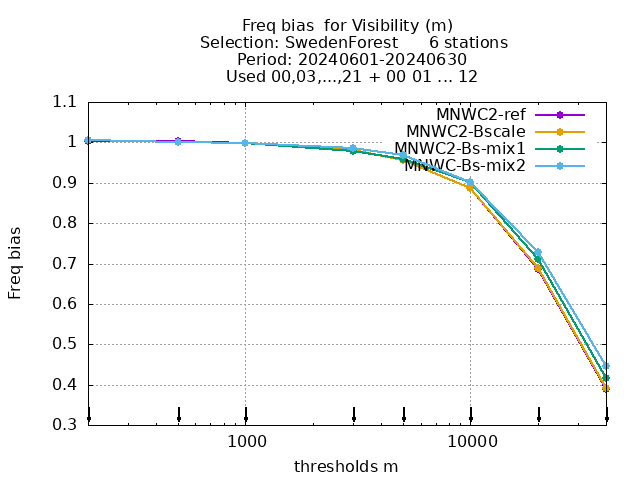 Freq bias  for Visibility (m)
Selection: SwedenForest      6 stations
Period: 20240601-20240630
Used 00,03,...,21 + 00 01 ... 12
MNWC2-ref
MNWC2-Bscale
MNWC2-Bs-mix1
MNWC-Bs-mix2
Freq bias
1.1
1
0.9
0.8
0.7
0.6
0.5
0.4
0.3
1000 10000
thresholds m